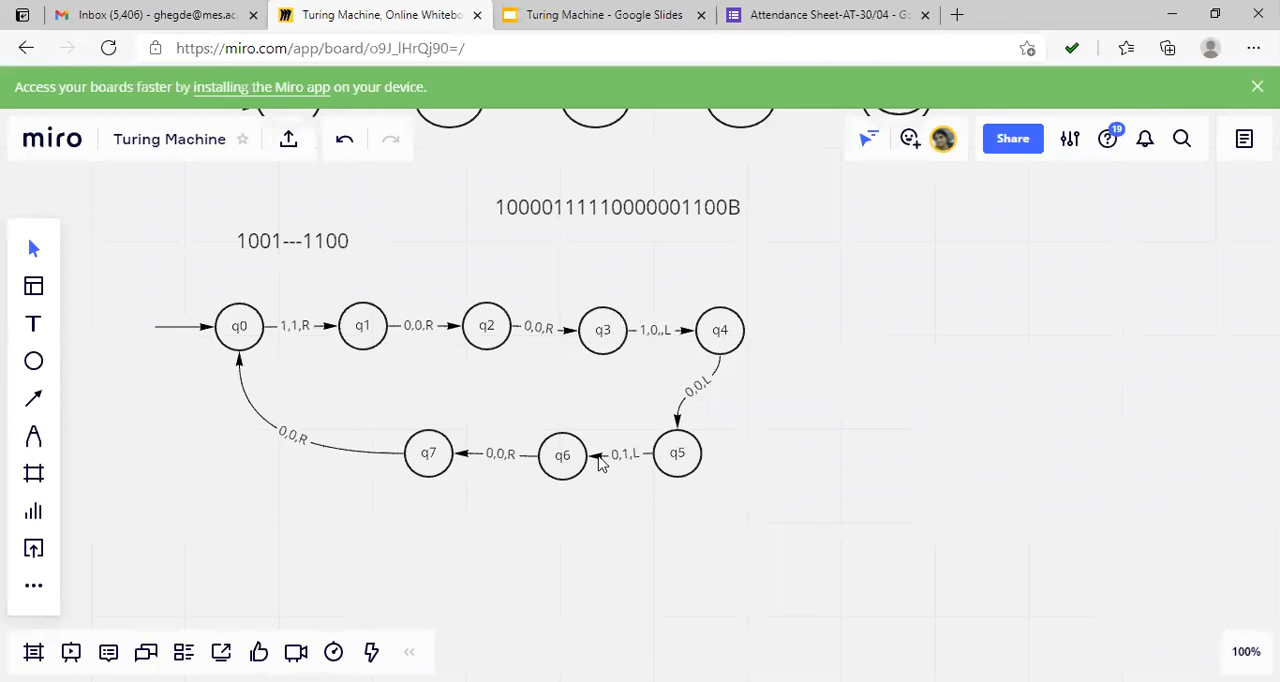 Inbox (5,406) - ghegde@mes.ac.
Turing Machine, Online Whitebo
Turing Machine - Google Slides
Attendance Sheet-AT-30/04 - Go
https://miro.com/app/board/o9J_lHrQj90=/
Access your boards faster by installing the Miro app on your device.
miro
Turing Machine
Share
19
10000111110000001100B
1001---1100
q0
1,1,R
q1
0,0,R
q2
0,0,R
q3
1,0,,L
q4
0,0,L
0,0,R
q7
0,0,R
q6
0,1,L
q5
100%